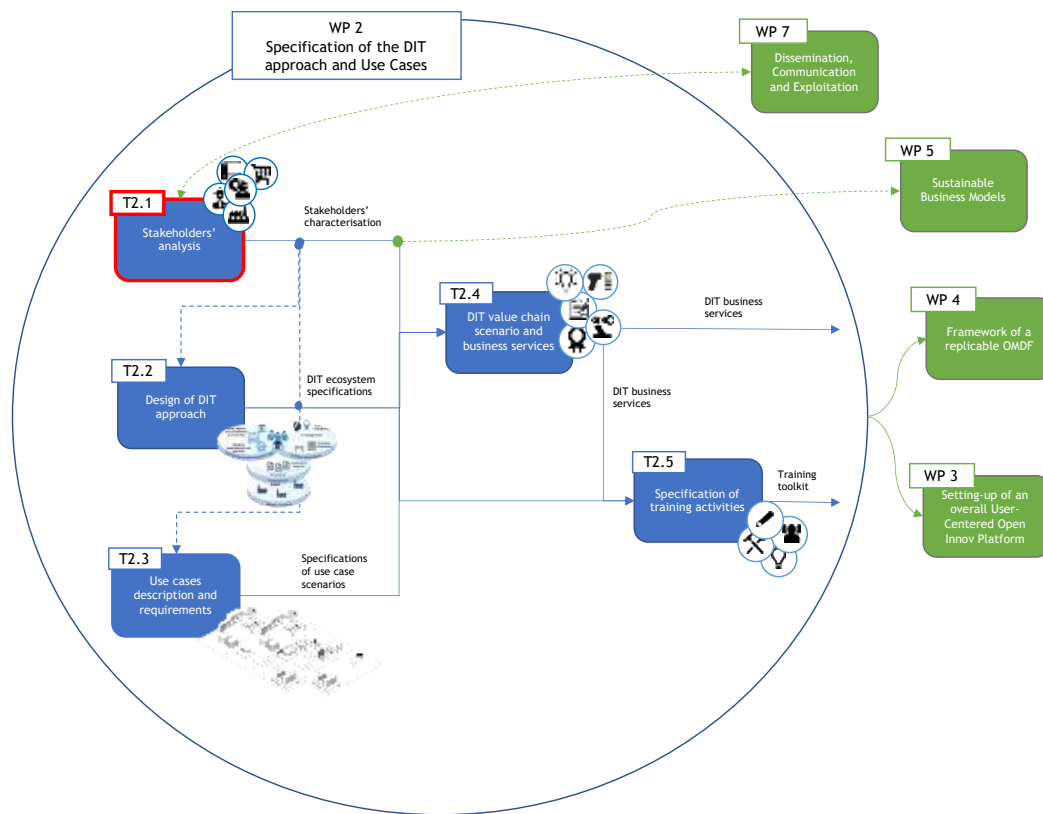 WP 2
Specification of the DIT
approach and Use Cases
WP 7
Dissemination,
Communication
and Exploitation
WP 5
Sustainable
Business Models
T2.1
Stakeholders'
analysis
Stakeholders'
characterisation
T2.4
DIT value chain
scenario and
business services
DIT business
services
WP 4
Framework of a
replicable OMDF
T2.2
Design of DIT
approach
DIT ecosystem
specifications
DIT business
services
T2.5
Specification of
training activities
Training
toolkit
WP 3
Setting-up of an
overall User-
Centered Open
Innov Platform
T2.3
Use cases
description and
requirements
Specifications
of use case
scenarios